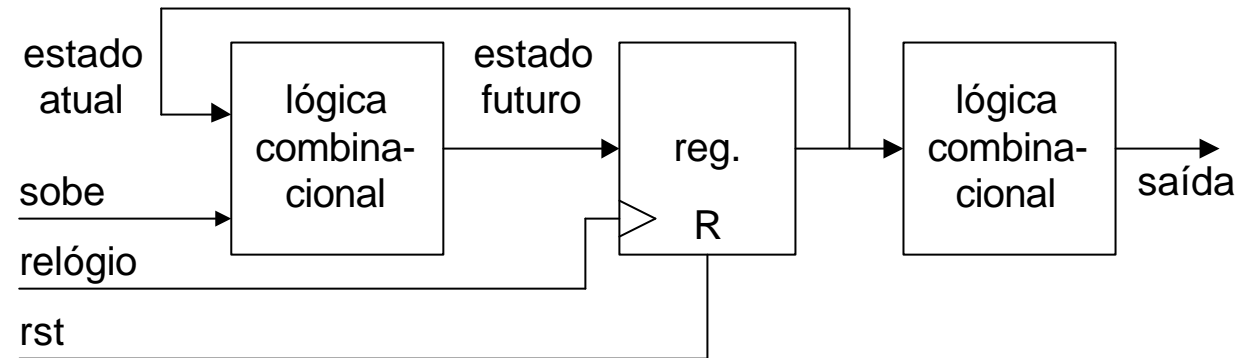 estado
atual
lógica
combina-
cional
estado
futuro
reg.
R
lógica
combina-
cional
saída
sobe
relógio
rst